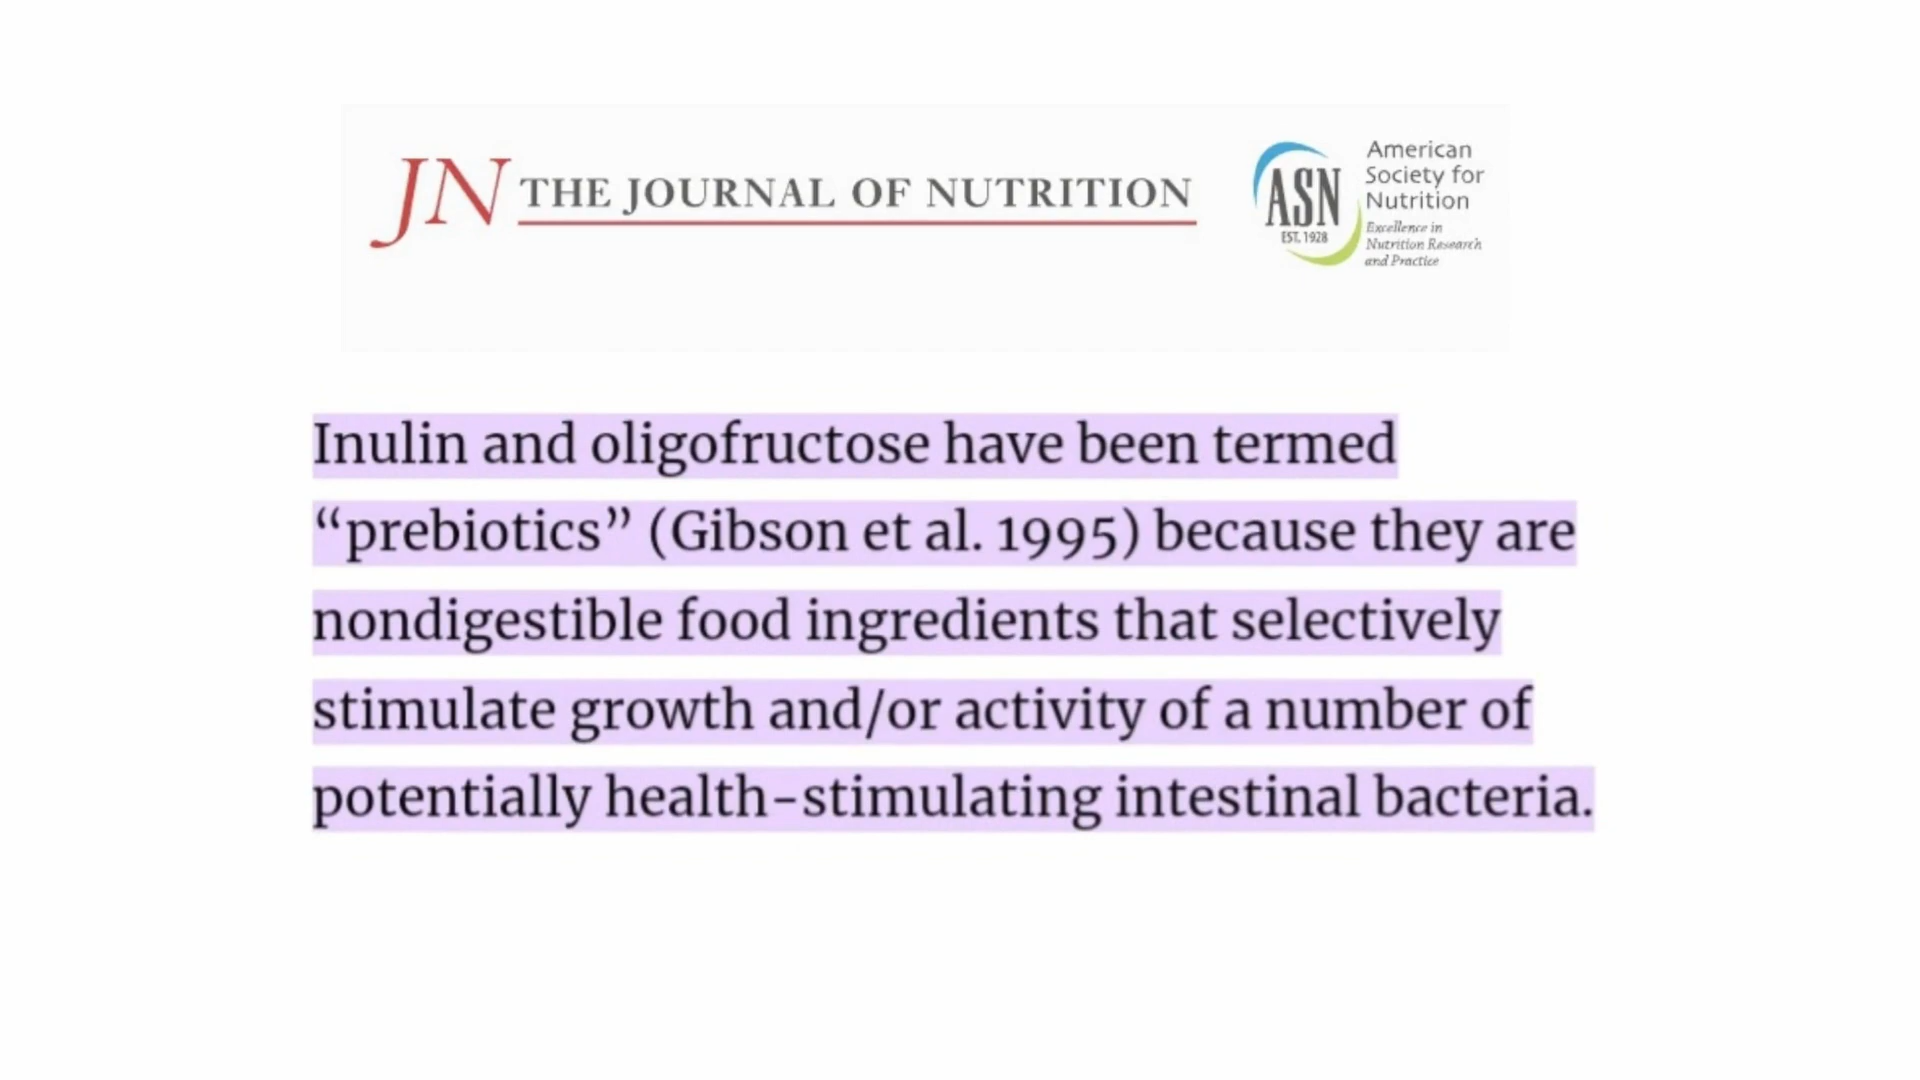 JN THE JOURNAL OF NUTRITION
ASN
EST. 1928
American
Society for
Nutrition
Excellence in
Nutrition Research
and Practice
Inulin and oligofructose have been termed
“prebiotics” (Gibson et al. 1995) because they are
nondigestible food ingredients that selectively
stimulate growth and/or activity of a number of
potentially health-stimulating intestinal bacteria.